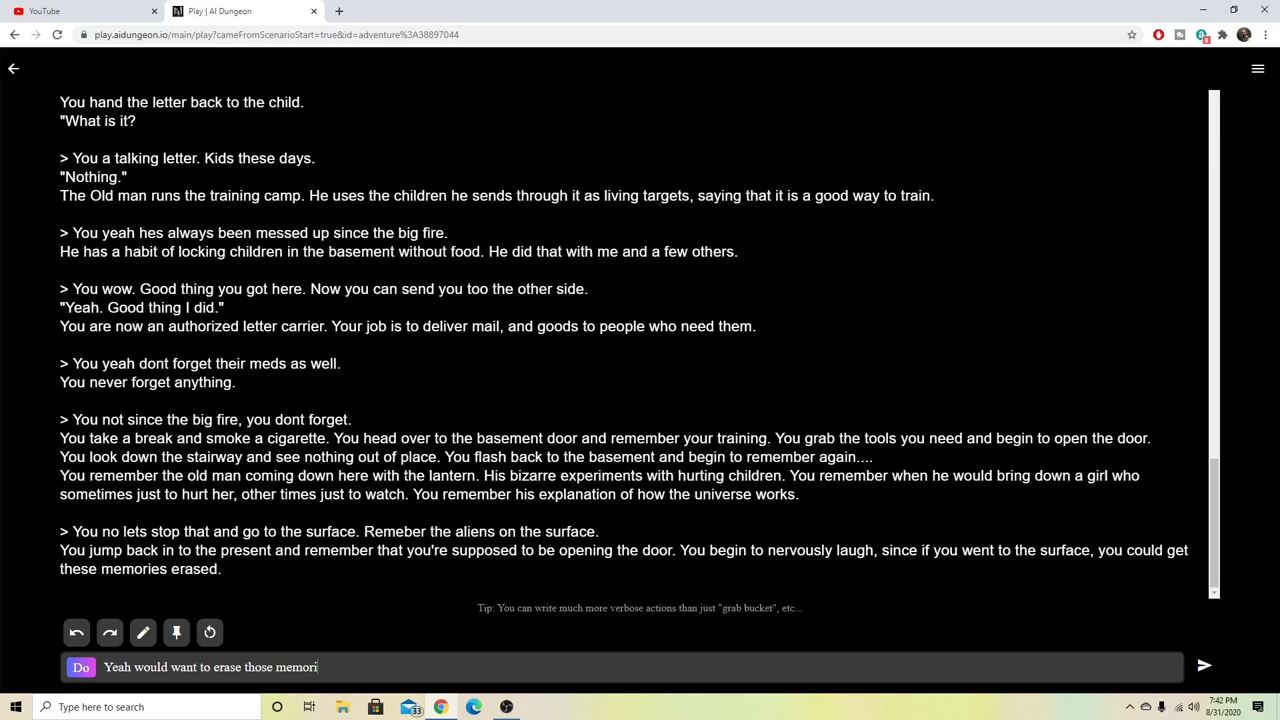 YouTube
Play | AI Dungeon
play.aidungeon.io/main/play?cameFromScenarioStart=true&id=adventure%3A38897044
You hand the letter back to the child.
"What is it?
> You a talking letter. Kids these days.
"Nothing."
The Old man runs the training camp. He uses the children he sends through it as living targets, saying that it is a good way to train.
> You yeah hes always been messed up since the big fire.
He has a habit of locking children in the basement without food. He did that with me and a few others.
> You wow. Good thing you got here. Now you can send you too the other side.
"Yeah. Good thing I did."
You are now an authorized letter carrier. Your job is to deliver mail, and goods to people who need them.
> You yeah dont forget their meds as well.
You never forget anything.
> You not since the big fire, you dont forget.
You take a break and smoke a cigarette. You head over to the basement door and remember your training. You grab the tools you need and begin to open the door.
You look down the stairway and see nothing out of place. You flash back to the basement and begin to remember again....
You remember the old man coming down here with the lantern. His bizarre experiments with hurting children. You remember when he would bring down a girl who
sometimes just to hurt her, other times just to watch. You remember his explanation of how the universe works.
> You no lets stop that and go to the surface. Remeber the aliens on the surface.
You jump back in to the present and remember that you're supposed to be opening the door. You begin to nervously laugh, since if you went to the surface, you could get
these memories erased.
Tip: You can write much more verbose actions than just "grab bucket", etc...
Do Yeah would want to erase those memori
Type here to search
33
7:42 PM
8/31/2020